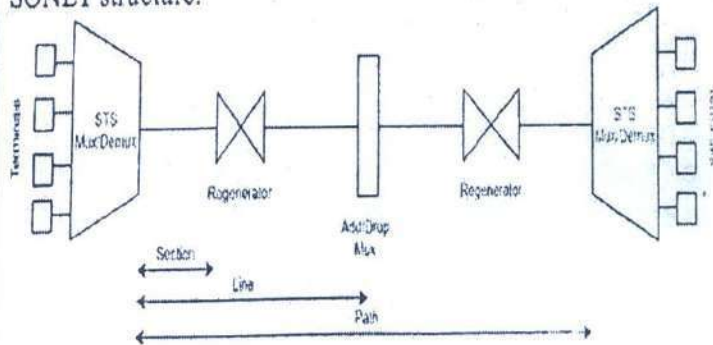 SONET structure.
Terminals
STS
Mux/Demux
Regenerator
Add/Drop
Mux
Regenerator
STS
Mux/Demux
Section
Line
Path